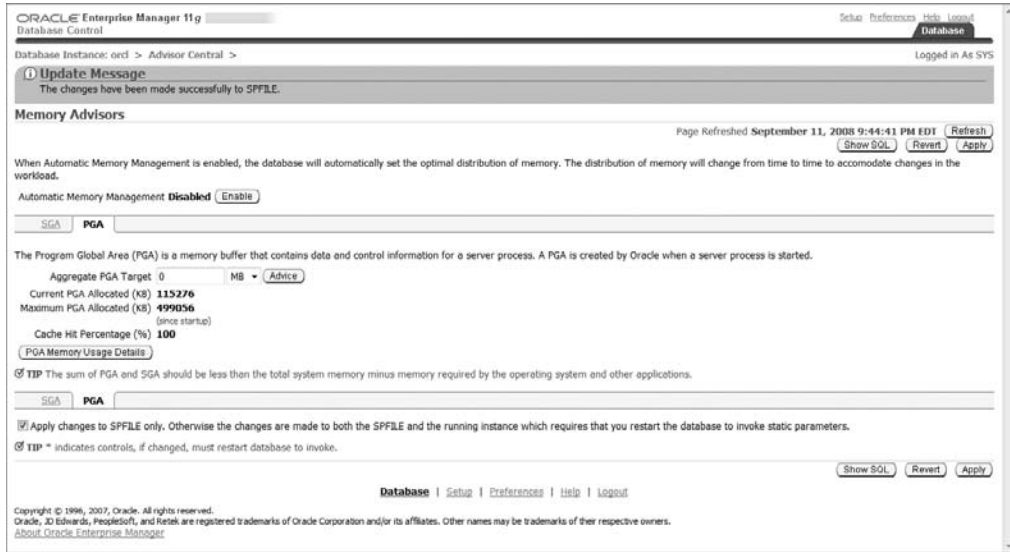 ORACLE Enterprise Manager 11g
Database Control
Setup Preferences Help Logout
Database
Database Instance: orcl > Advisor Central >
Logged in As SYS
Update Message
The changes have been made successfully to SPFILE.
Memory Advisors
Page Refreshed September 11, 2008 9:44:41 PM EDT Refresh
Show SQL Revert Apply
When Automatic Memory Management is enabled, the database will automatically set the optimal distribution of memory. The distribution of memory will change from time to time to accomodate changes in the
workload.
Automatic Memory Management Disabled Enable
SGA PGA
The Program Global Area (PGA) is a memory buffer that contains data and control information for a server process. A PGA is created by Oracle when a server process is started.
Aggregate PGA Target 0 MB Advice
Current PGA Allocated (KB) 115276
Maximum PGA Allocated (KB) 499056
(since startup)
Cache Hit Percentage (%) 100
PGA Memory Usage Details
TIP The sum of PGA and SGA should be less than the total system memory minus memory required by the operating system and other applications.
SGA PGA
Apply changes to SPFILE only. Otherwise the changes are made to both the SPFILE and the running instance which requires that you restart the database to invoke static parameters.
TIP * indicates controls, if changed, must restart database to invoke.
Show SQL Revert Apply
Database | Setup | Preferences | Help | Logout
Copyright © 1996, 2007, Oracle. All rights reserved.
Oracle, JD Edwards, PeopleSoft, and Retek are registered trademarks of Oracle Corporation and/or its affiliates. Other names may be trademarks of their respective owners.
About Oracle Enterprise Manager